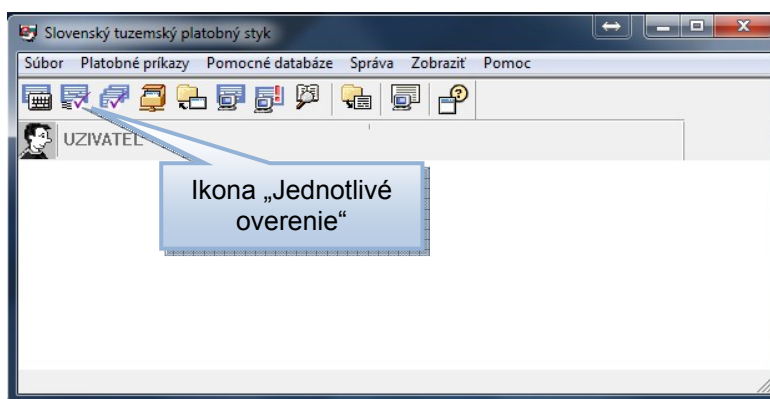 Slovenský tuzemský platobný styk
Súbor Platobné príkazy Pomocné databáze Správa Zobraziť Pomoc
UZIVATEL
Ikona „Jednotlivé
overenie“